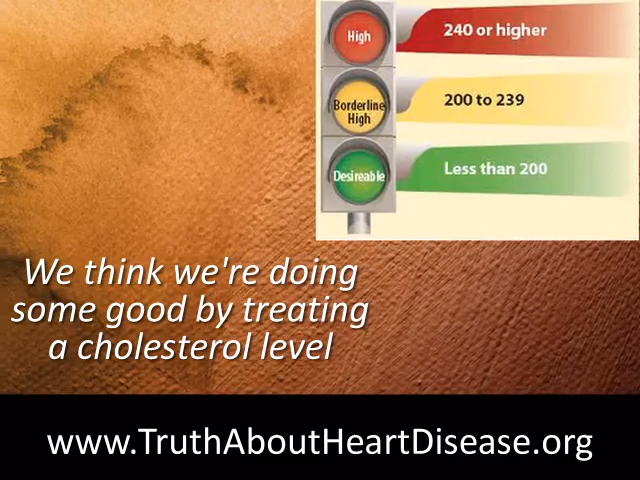 High
240 or higher
Borderline
High
200 to 239
Desireable
Less than 200
We think we're doing
some good by treating
a cholesterol level
www.TruthAboutHeartDisease.org